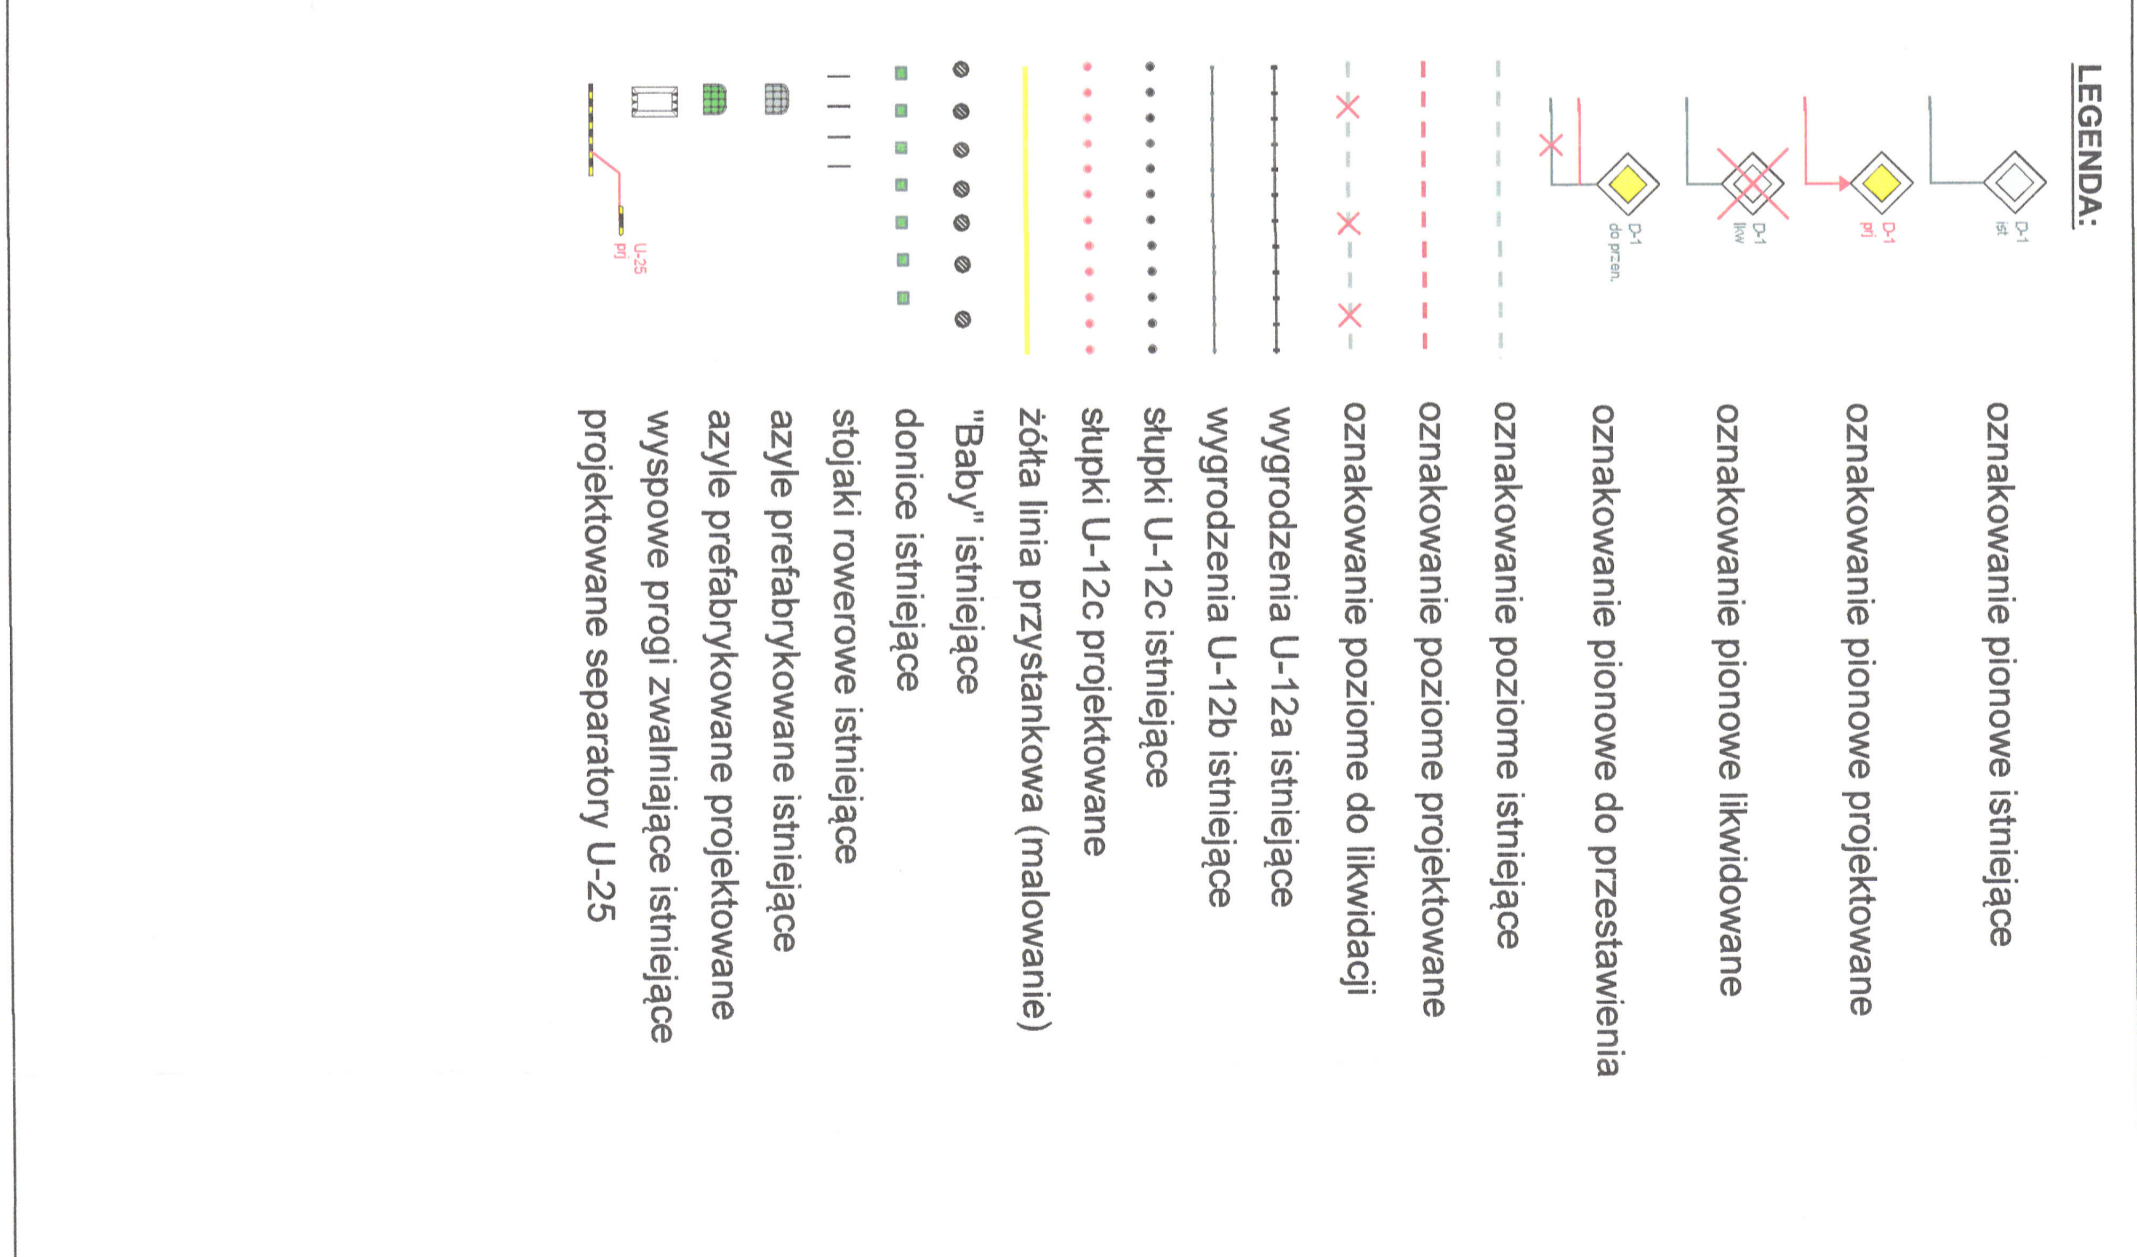 LEGENDA:
D-1
ist
oznakowanie pionowe istniejące
D-1
prj
oznakowanie pionowe projektowane
D-1
lkw
oznakowanie pionowe likwidowane
D-1
do przen.
oznakowanie pionowe do przestawienia
oznakowanie poziome istniejące
oznakowanie poziome projektowane
oznakowanie poziome do likwidacji
wygrodzenia U-12a istniejące
wygrodzenia U-12b istniejące
słupki U-12c istniejące
słupki U-12c projektowane
żółta linia przystankowa (malowanie)
"Baby" istniejące
donice istniejące
stojaki rowerowe istniejące
azyle prefabrykowane istniejące
azyle prefabrykowane projektowane
wyspowe progi zwalniające istniejące
U-25
prj
projektowane separatory U-25